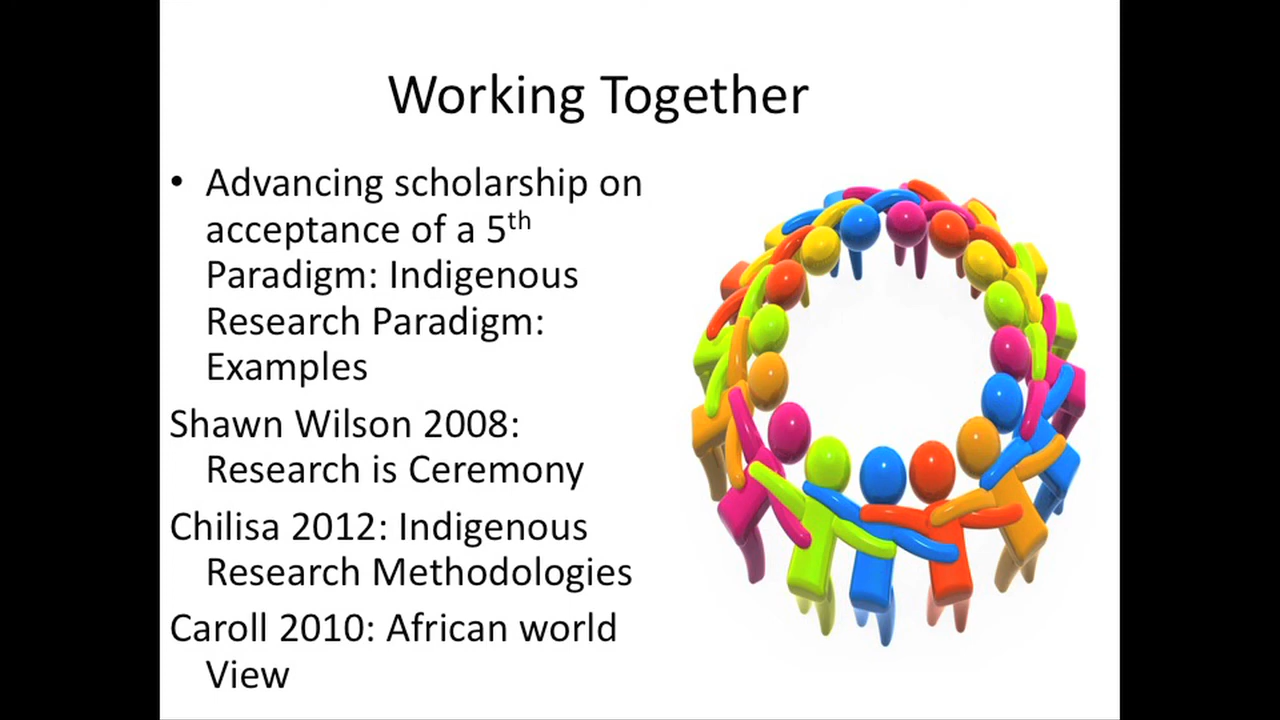 Working Together
• Advancing scholarship on
acceptance of a 5th
Paradigm: Indigenous
Research Paradigm:
Examples
Shawn Wilson 2008:
Research is Ceremony
Chilisa 2012: Indigenous
Research Methodologies
Caroll 2010: African world
View